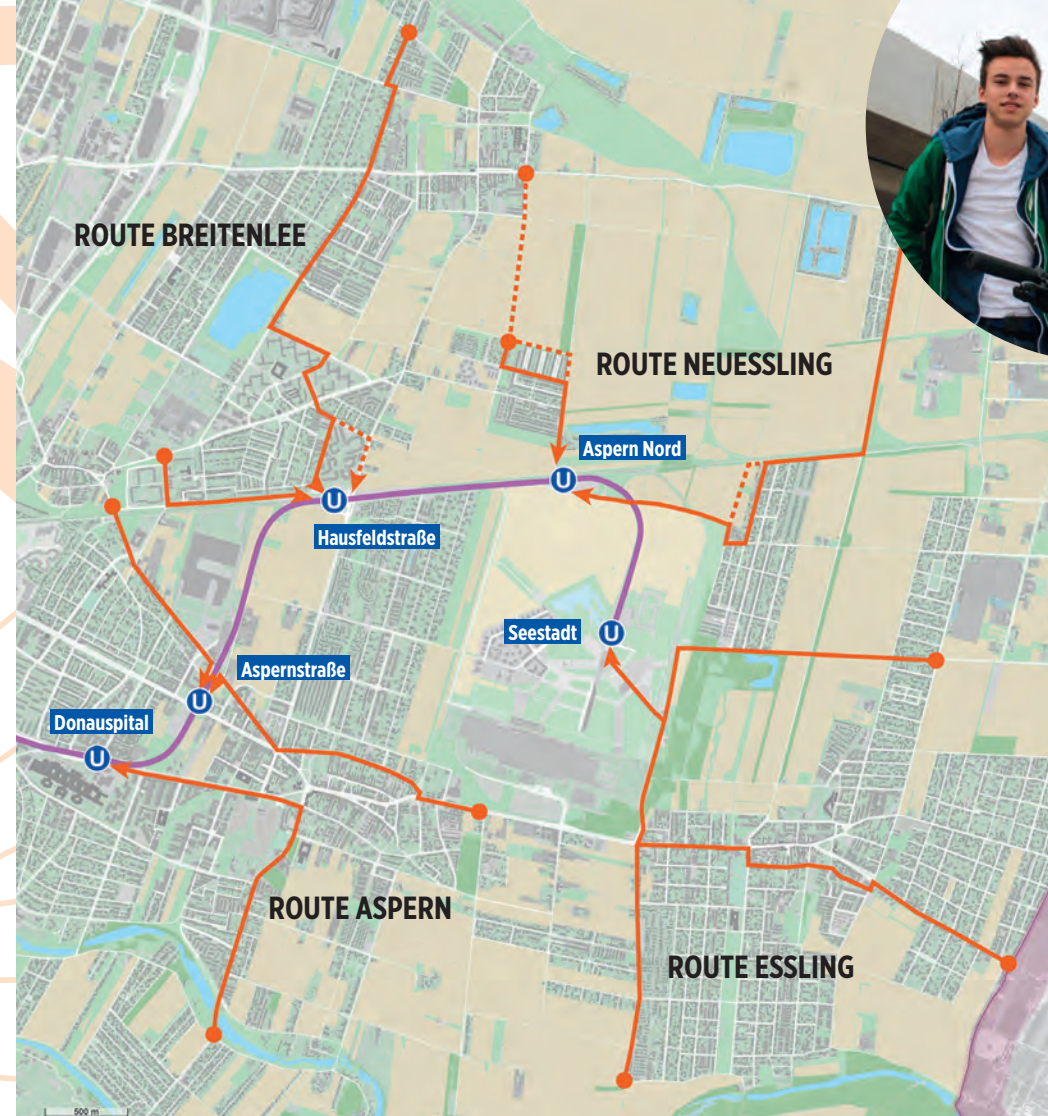 ROUTE BREITENLEE
ROUTE NEUESSLING
Aspern Nord
U
U
Hausfeldstraße
Seestadt
U
Aspernstraße
U
Donauspital
U
ROUTE ASPERN
ROUTE ESSLING
500 m